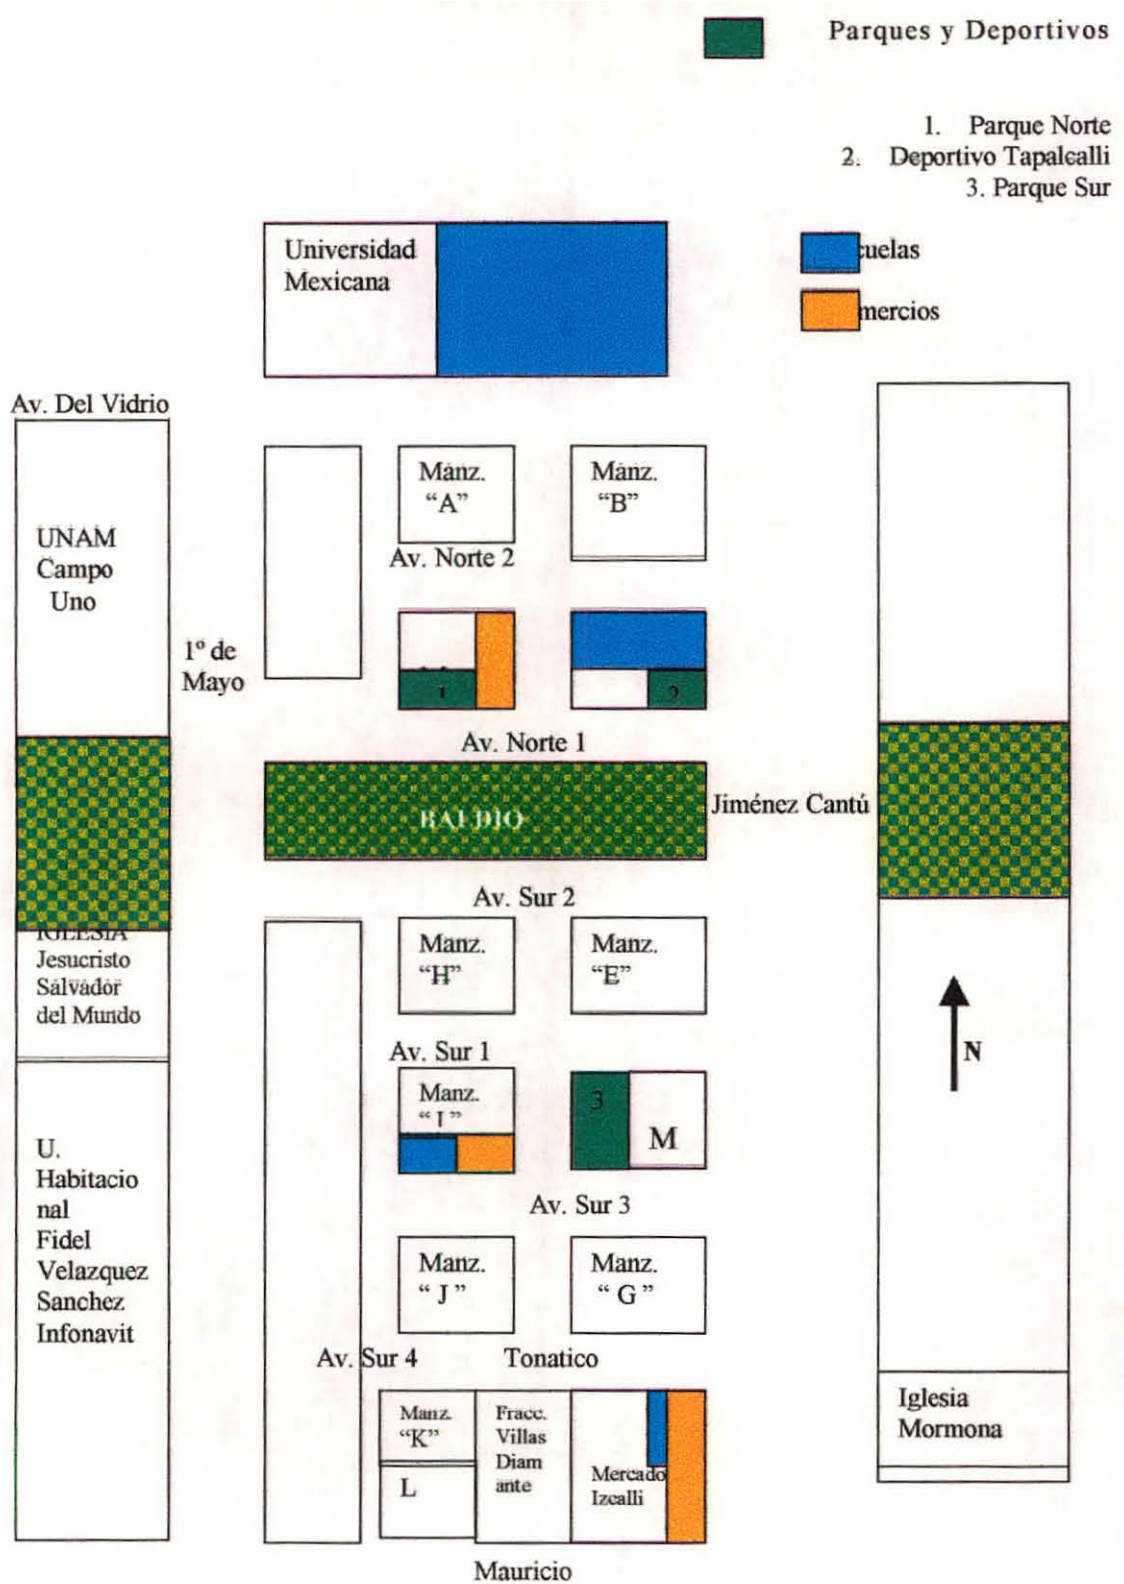 Parques y Deportivos
1. Parque Norte
2. Deportivo Tapalcalli
3. Parque Sur
cuelas
mercios
Universidad
Mexicana
Av. Del Vidrio
UNAM
Campo
Uno
1º de
Mayo
Manz.
“A”
Manz.
“B”
Av. Norte 2
1
2
Av. Norte 1
BALDIO
Jiménez Cantú
Av. Sur 2
IGLESIA
Jesucristo
Salvador
del Mundo
Manz.
“H”
Manz.
“E”
Av. Sur 1
N
Manz.
“I”
3
M
Av. Sur 3
U.
Habitacio
nal
Fidel
Velazquez
Sanchez
Infonavit
Manz.
“ J ”
Manz.
“ G ”
Av. Sur 4
Tonatico
Manz.
“K”
L
Fracc.
Villas
Diam
ante
Mercado
Izcalli
Iglesia
Mormona
Mauricio